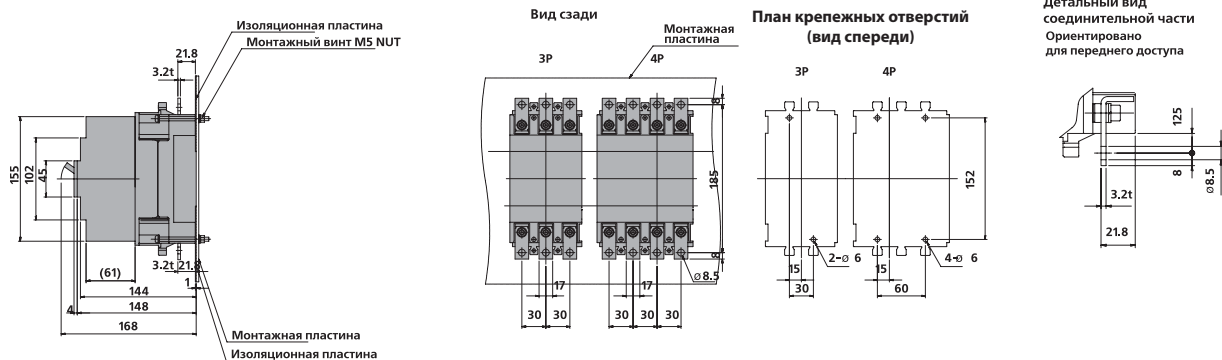 Изоляционная пластина
Монтажный винт M5 NUT
21.8
3.2t
155
102
45
3.2t
21.8
(61)
1
144
4
148
168
Монтажная пластина
Изоляционная пластина
Вид сзади
Монтажная
пластина
3P
4P
8
185
8
ø8.5
17
17
30
30
30
30
30
План крепежных отверстий
(вид спереди)
3P
4P
152
2-ø 6
4-ø 6
15
15
30
60
Детальный вид
соединительной части
Ориентировано
для переднего доступа
125
8
ø8.5
3.2t
21.8